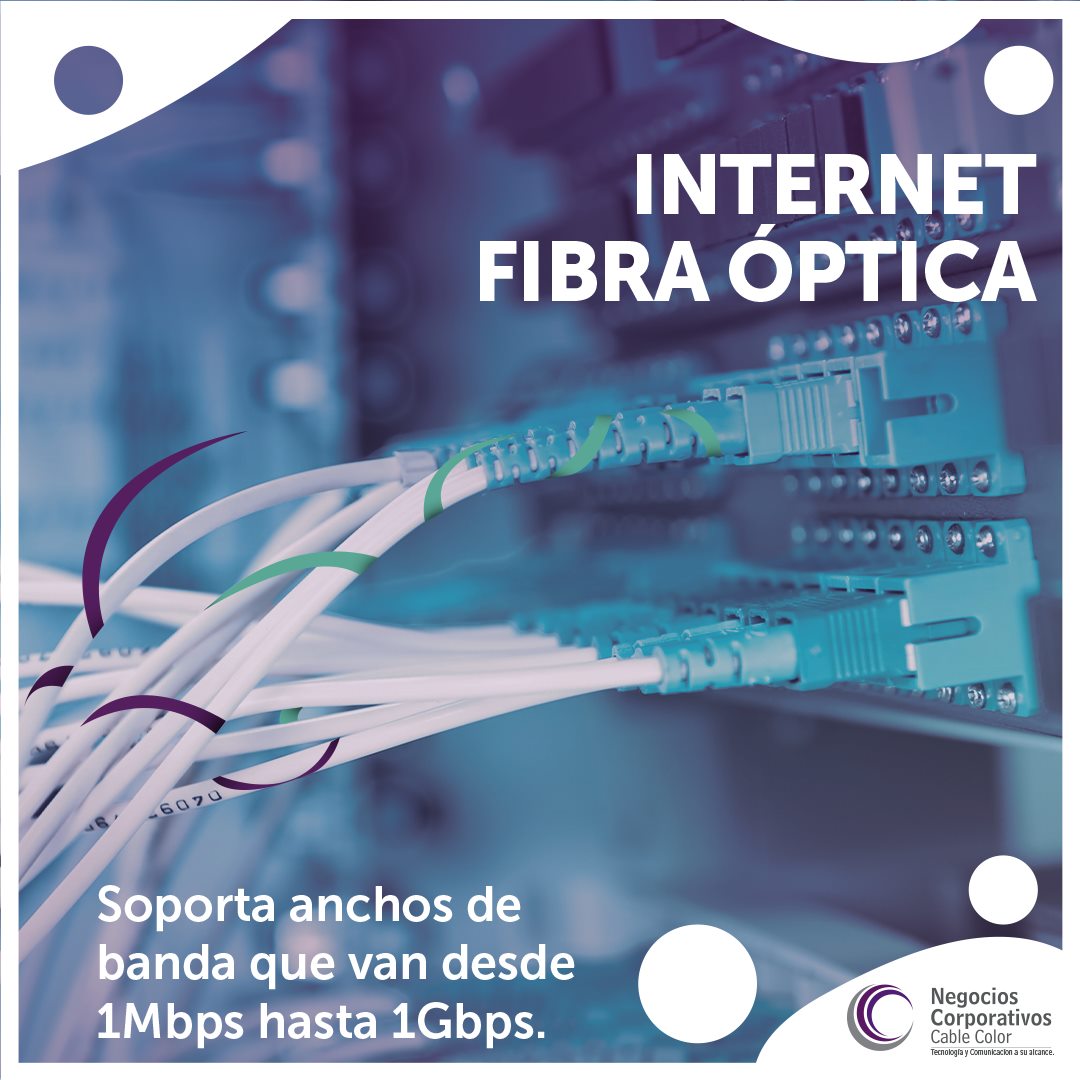 INTERNET
FIBRA ÓPTICA
Soporta anchos de
banda que van desde
1Mbps hasta 1Gbps.
Negocios
Corporativos
Cable Color
Tecnología y Comunicación a su alcance.